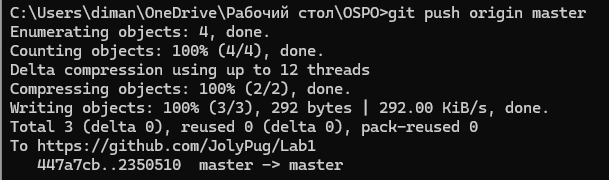 C:\Users\diman\OneDrive\Рабочий стол\OSPO>git push origin master
Enumerating objects: 4, done.
Counting objects: 100% (4/4), done.
Delta compression using up to 12 threads
Compressing objects: 100% (2/2), done.
Writing objects: 100% (3/3), 292 bytes | 292.00 KiB/s, done.
Total 3 (delta 0), reused 0 (delta 0), pack-reused 0
To https://github.com/JolyPug/Lab1
   447a7cb..2350510  master -> master